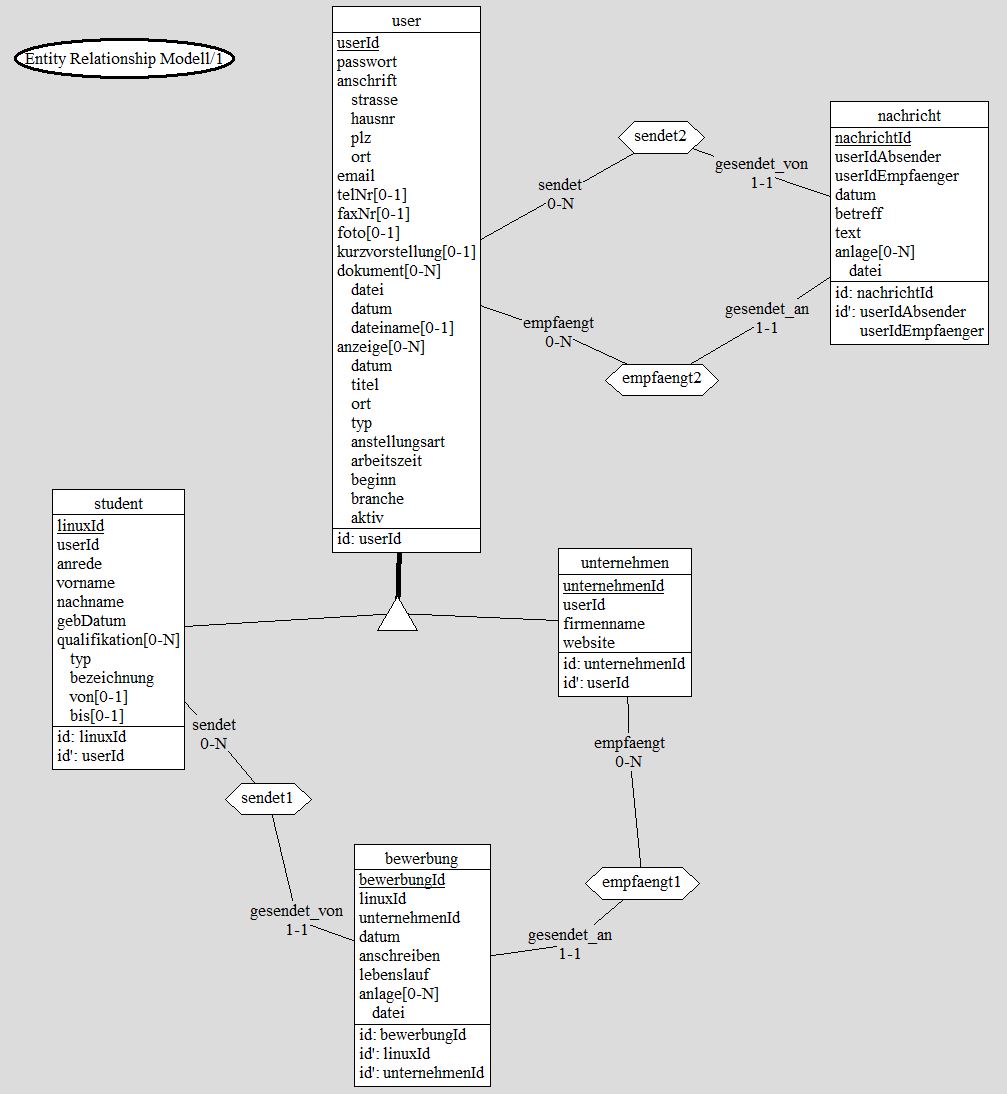 Entity Relationship Modell/1
user
userId
passwort
anschrift
strasse
hausnr
plz
ort
email
telNr[0-1]
faxNr[0-1]
foto[0-1]
kurzvorstellung[0-1]
dokument[0-N]
datei
datum
dateiname[0-1]
anzeige[0-N]
datum
titel
ort
typ
anstellungsart
arbeitszeit
beginn
branche
aktiv
id: userId
sendet
0-N
sendet2
gesendet_von
1-1
nachricht
nachrichtId
userIdAbsender
userIdEmpfaenger
datum
betreff
text
anlage[0-N]
datei
id: nachrichtId
id': userIdAbsender
userIdEmpfaenger
empfaengt
0-N
empfaengt2
gesendet_an
1-1
student
linuxId
userId
anrede
vorname
nachname
gebDatum
qualifikation[0-N]
typ
bezeichnung
von[0-1]
bis[0-1]
id: linuxId
id': userId
unternehmen
unternehmenId
userId
firmenname
website
id: unternehmenId
id': userId
sendet
0-N
sendet1
gesendet_von
1-1
empfaengt
0-N
empfaengt1
gesendet_an
1-1
bewerbung
bewerbungId
linuxId
unternehmenId
datum
anschreiben
lebenslauf
anlage[0-N]
datei
id: bewerbungId
id': linuxId
id': unternehmenId